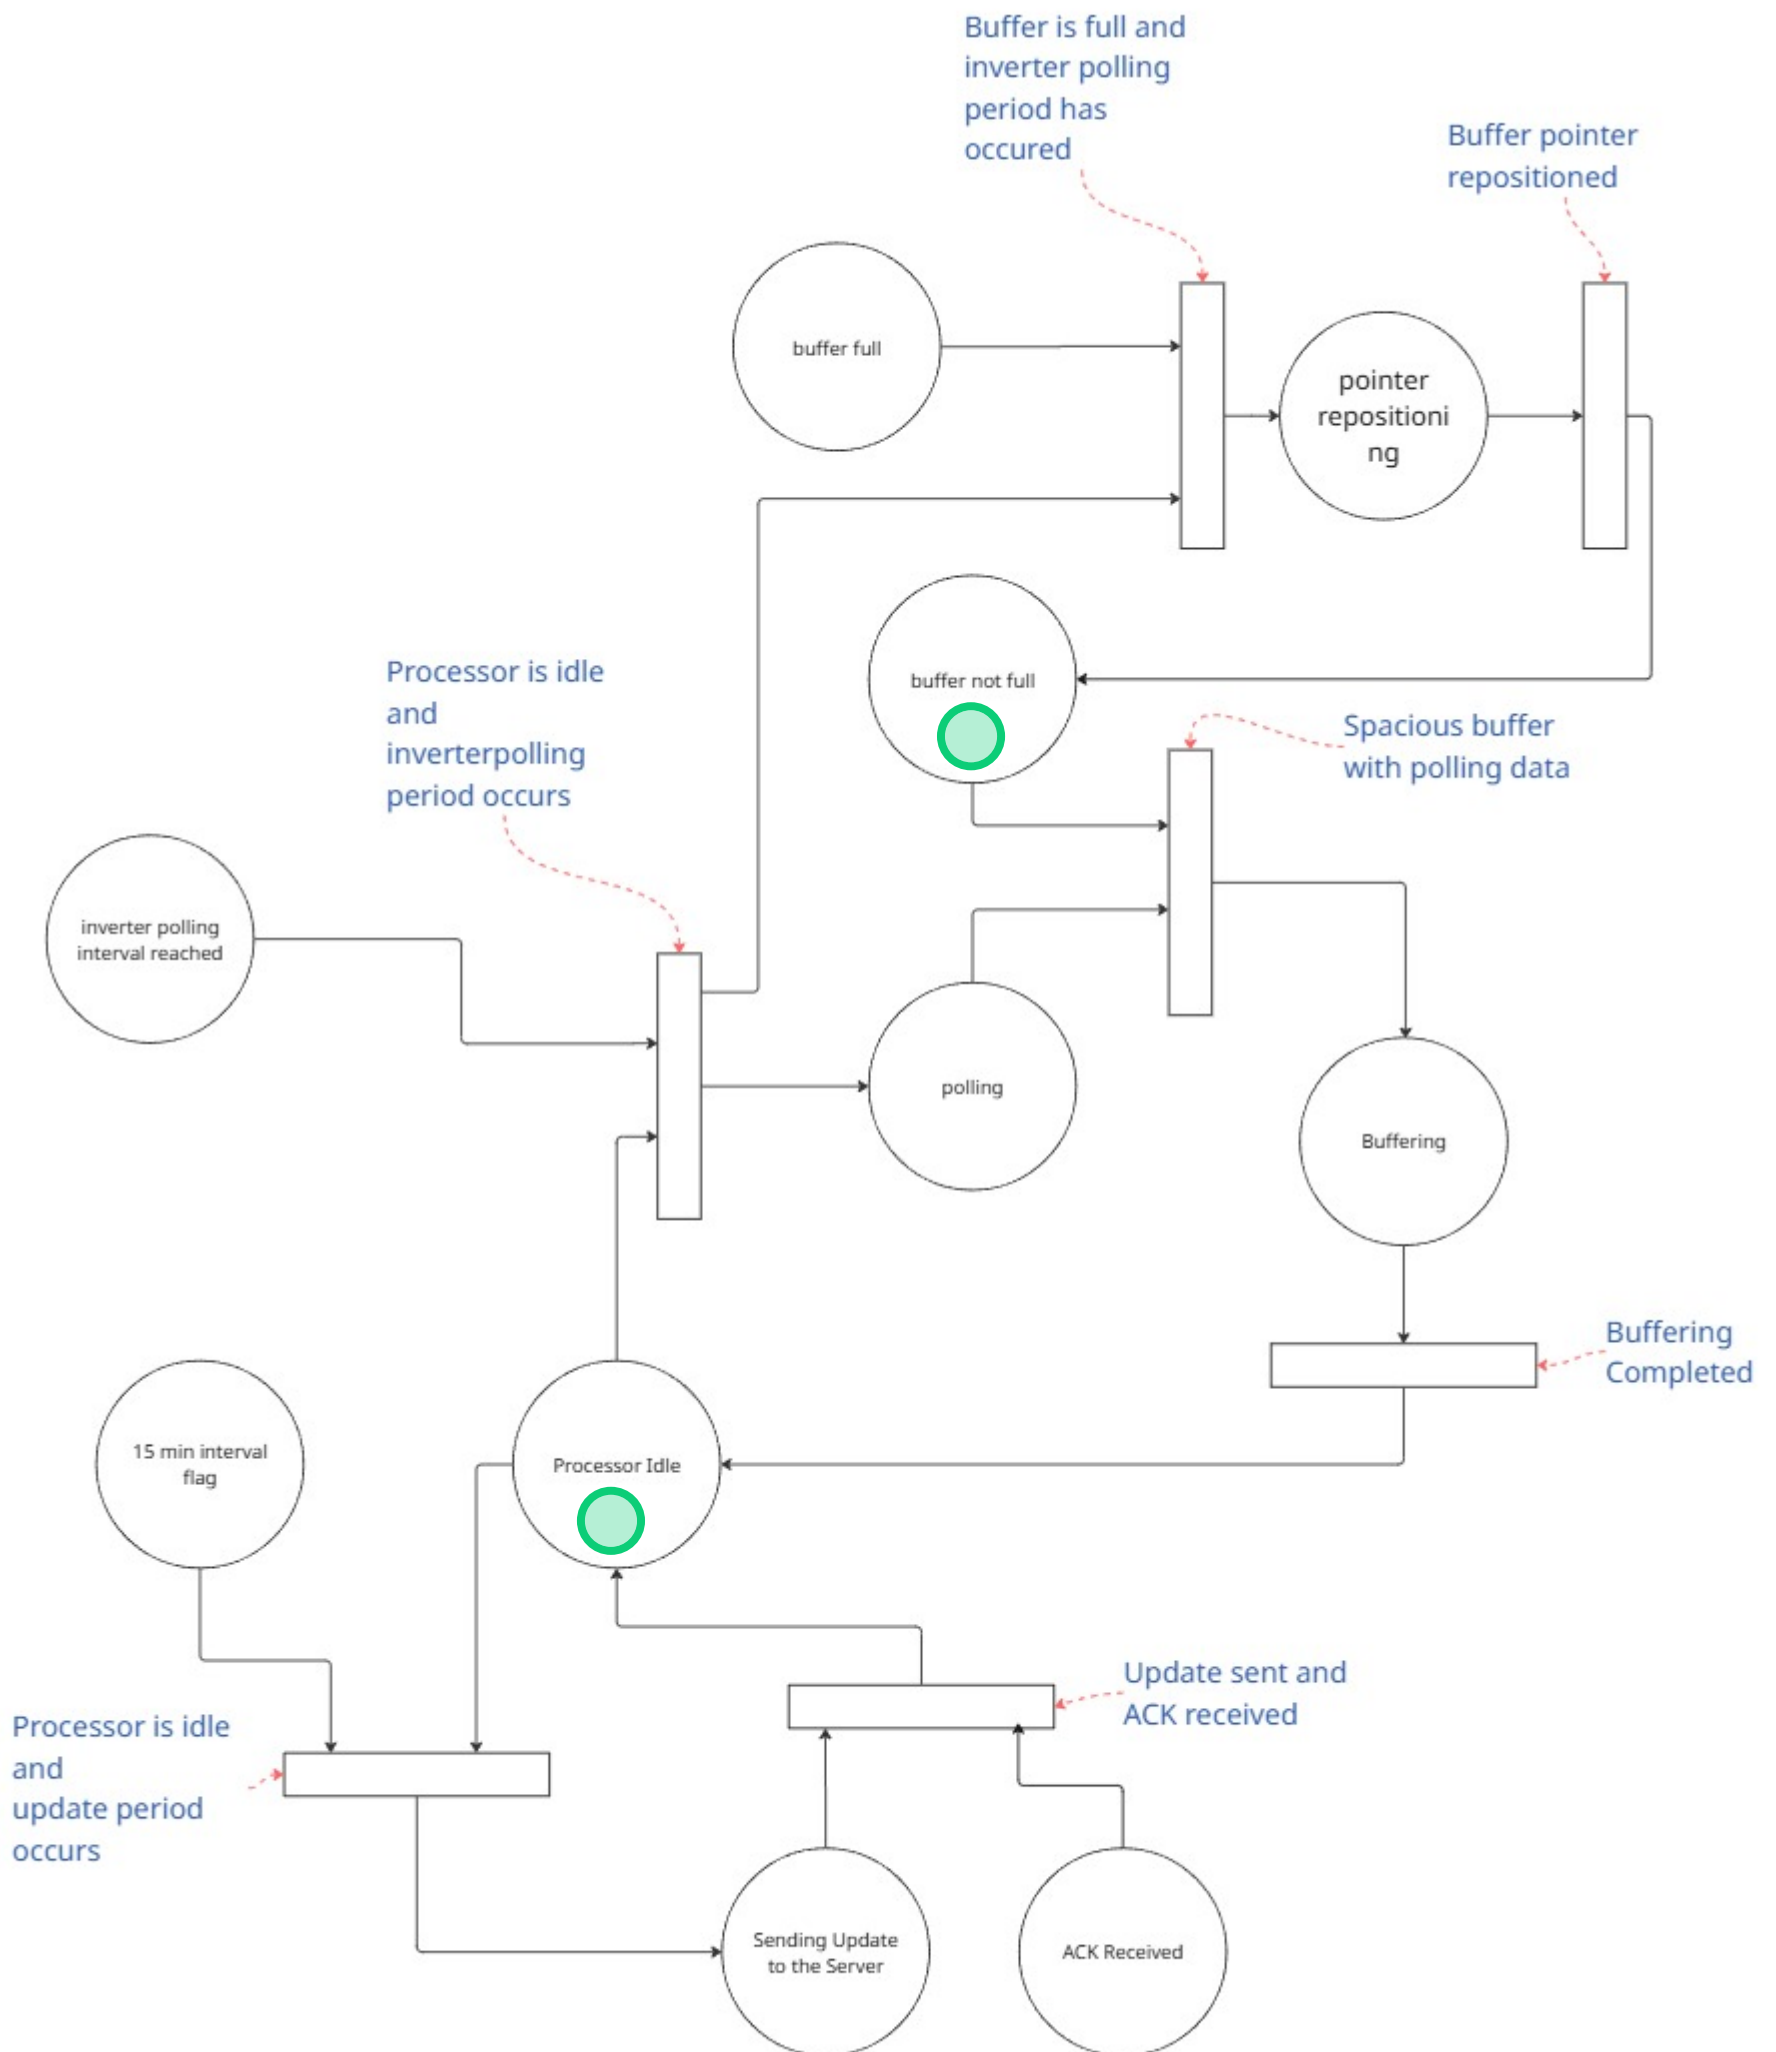 Buffer is full and
inverter polling
period has
occured
Buffer pointer
repositioned
buffer full
pointer
repositioni
ng
buffer not full
Processor is idle
and
inverterpolling
period occurs
Spacious buffer
with polling data
inverter polling
interval reached
polling
Buffering
Buffering
Completed
15 min interval
flag
Processor Idle
Update sent and
ACK received
Processor is idle
and
update period
occurs
Sending Update
to the Server
ACK Received